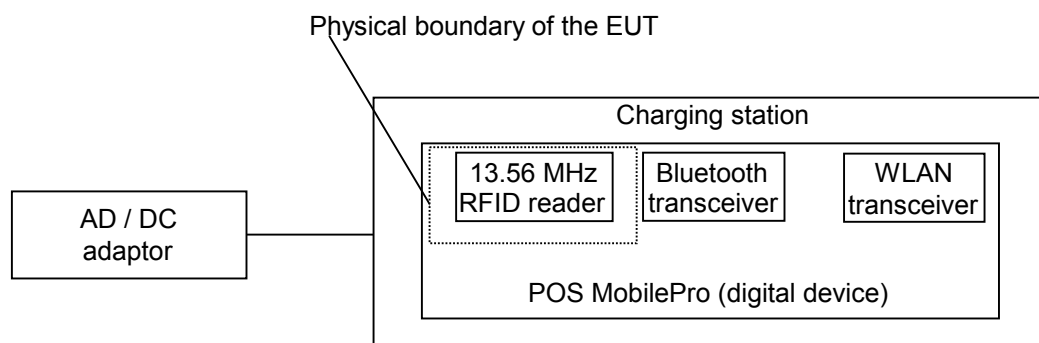 Physical boundary of the EUT
Charging station
13.56 MHz
RFID reader
Bluetooth
transceiver
WLAN
transceiver
AD / DC
adaptor
POS MobilePro (digital device)